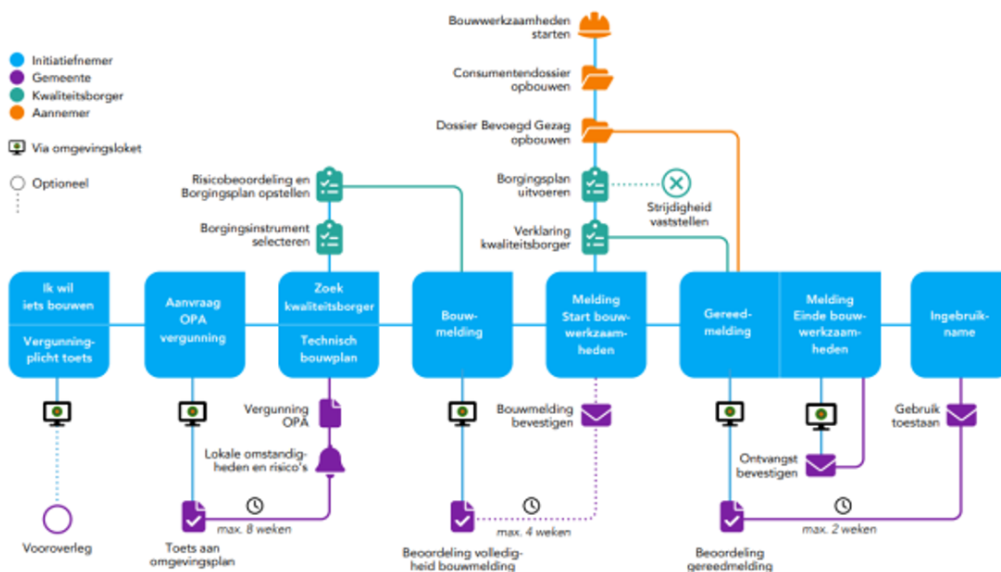 Bouwwerkzaamheden
starten
Consumentendossier
opbouwen
Dossier Bevoegd Gezag
opbouwen
Initiatiefnemer
Gemeente
Kwaliteitsborger
Aannemer
Via omgevingsloket
Optioneel
Risicobeoordeling en
Borgingsplan opstellen
Borgingsinstrument
selecteren
Borgingsplan
uitvoeren
Strijdigheid
vaststellen
Verklaring
kwaliteitsborger
Ik wil
iets bouwen
Vergunning-
plicht toets
Aanvraag
OPA
vergunning
Zoek
kwaliteitsborger
Technisch
bouwplan
Bouw-
melding
Melding
Start bouw-
werkzaam-
heden
Gereed-
melding
Melding
Einde bouw-
werkzaam-
heden
Ingebruik-
name
Vergunning
OPA
Lokale omstandig-
heden en risico's
Bouwmelding
bevestigen
Ontvangst
bevestigen
Gebruik
toestaan
Vooroverleg
Toets aan
omgevingsplan
max. 8 weken
Beoordeling volledig-
heid bouwmelding
max. 4 weken
Beoordeling
gereedmelding
max. 2 weken